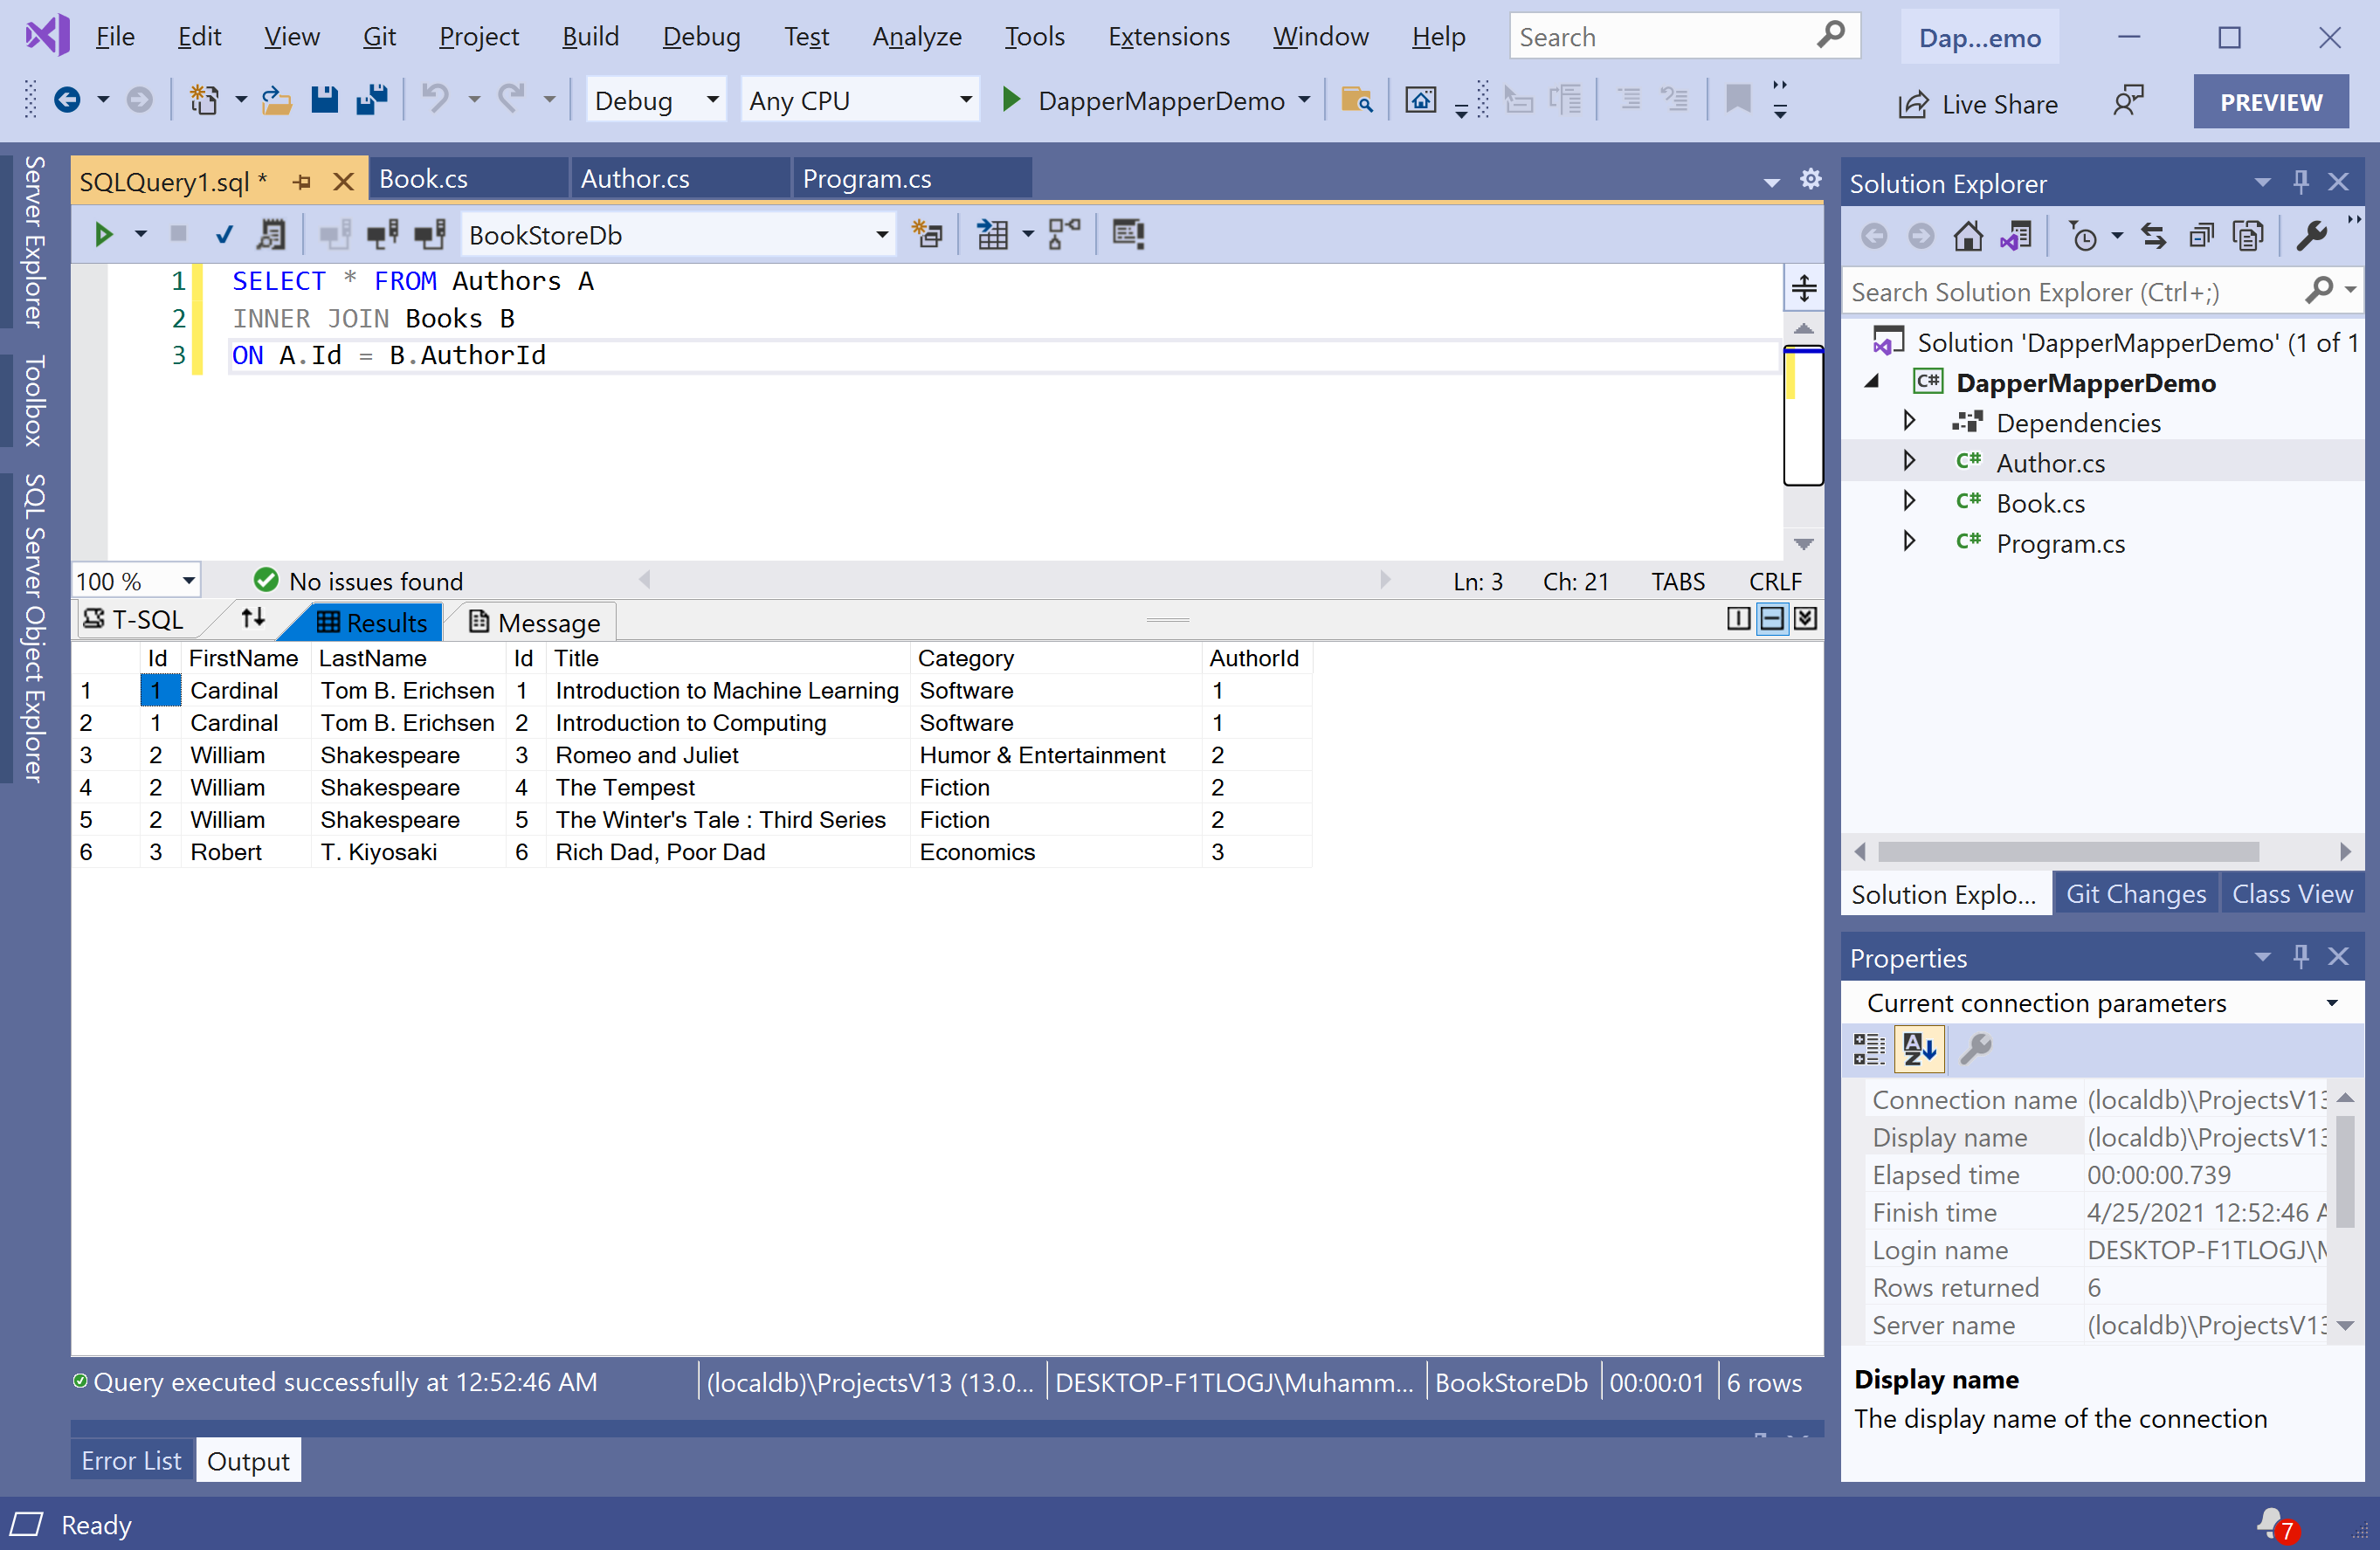 File Edit View Git Project Build Debug Test Analyze Tools Extensions Window Help Search Dap...emo
Debug Any CPU DapperMapperDemo Live Share PREVIEW
Server Explorer
Toolbox
SQL Server Object Explorer
SQLQuery1.sql * Book.cs Author.cs Program.cs
BookStoreDb
1 SELECT * FROM Authors A
2 INNER JOIN Books B
3 ON A.Id = B.AuthorId
100 % No issues found Ln: 3 Ch: 21 TABS CRLF
T-SQL Results Message
Id FirstName LastName Id Title Category AuthorId
1 1 Cardinal Tom B. Erichsen 1 Introduction to Machine Learning Software 1
2 1 Cardinal Tom B. Erichsen 2 Introduction to Computing Software 1
3 2 William Shakespeare 3 Romeo and Juliet Humor & Entertainment 2
4 2 William Shakespeare 4 The Tempest Fiction 2
5 2 William Shakespeare 5 The Winter's Tale : Third Series Fiction 2
6 3 Robert T. Kiyosaki 6 Rich Dad, Poor Dad Economics 3
Query executed successfully at 12:52:46 AM (localdb)\ProjectsV13 (13.0... DESKTOP-F1TLOGJ\Muhamm... BookStoreDb 00:00:01 6 rows
Error List Output
Solution Explorer
Search Solution Explorer (Ctrl+;)
Solution 'DapperMapperDemo' (1 of 1
C# DapperMapperDemo
Dependencies
C# Author.cs
C# Book.cs
C# Program.cs
Solution Explo... Git Changes Class View
Properties
Current connection parameters
Connection name (localdb)\ProjectsV13
Display name (localdb)\ProjectsV13
Elapsed time 00:00:00.739
Finish time 4/25/2021 12:52:46 A
Login name DESKTOP-F1TLOGJ\M
Rows returned 6
Server name (localdb)\ProjectsV13
Display name
The display name of the connection
Ready 7